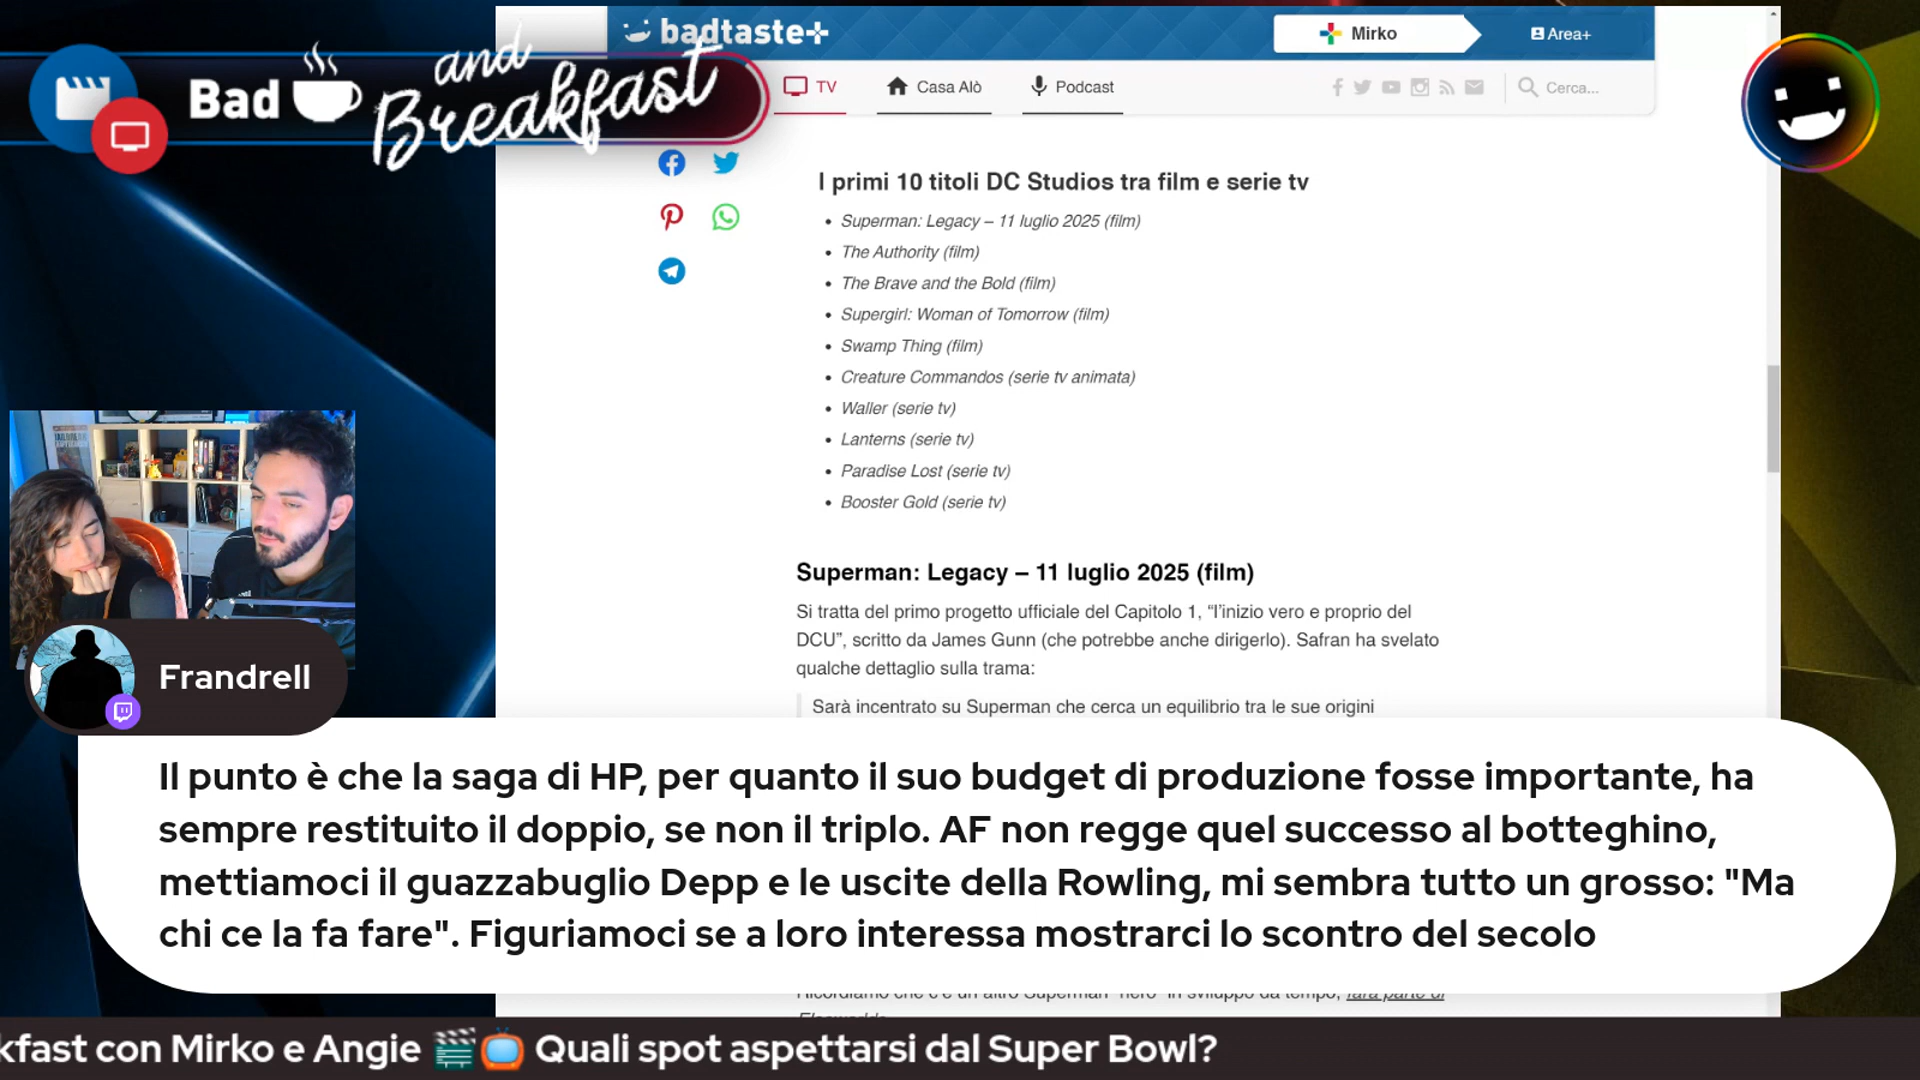 badtaste+
Mirko
Area+
Bad and Breakfast
TV
Casa Alò
Podcast
Cerca...
I primi 10 titoli DC Studios tra film e serie tv
• Superman: Legacy – 11 luglio 2025 (film)
• The Authority (film)
• The Brave and the Bold (film)
• Supergirl: Woman of Tomorrow (film)
• Swamp Thing (film)
• Creature Commandos (serie tv animata)
• Waller (serie tv)
• Lanterns (serie tv)
• Paradise Lost (serie tv)
• Booster Gold (serie tv)
Superman: Legacy – 11 luglio 2025 (film)
Si tratta del primo progetto ufficiale del Capitolo 1, “l’inizio vero e proprio del
DCU”, scritto da James Gunn (che potrebbe anche dirigerlo). Safran ha svelato
qualche dettaglio sulla trama:
Sarà incentrato su Superman che cerca un equilibrio tra le sue origini
Frandrell
Il punto è che la saga di HP, per quanto il suo budget di produzione fosse importante, ha
sempre restituito il doppio, se non il triplo. AF non regge quel successo al botteghino,
mettiamoci il guazzabuglio Depp e le uscite della Rowling, mi sembra tutto un grosso: "Ma
chi ce la fa fare". Figuriamoci se a loro interessa mostrarci lo scontro del secolo
kfast con Mirko e Angie 🎬📺 Quali spot aspettarsi dal Super Bowl?